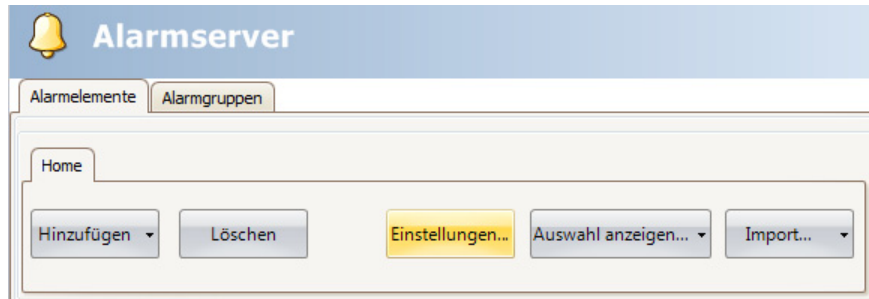 Alarmserver
Alarmelemente Alarmgruppen
Home
Hinzufügen Löschen Einstellungen... Auswahl anzeigen... Import...